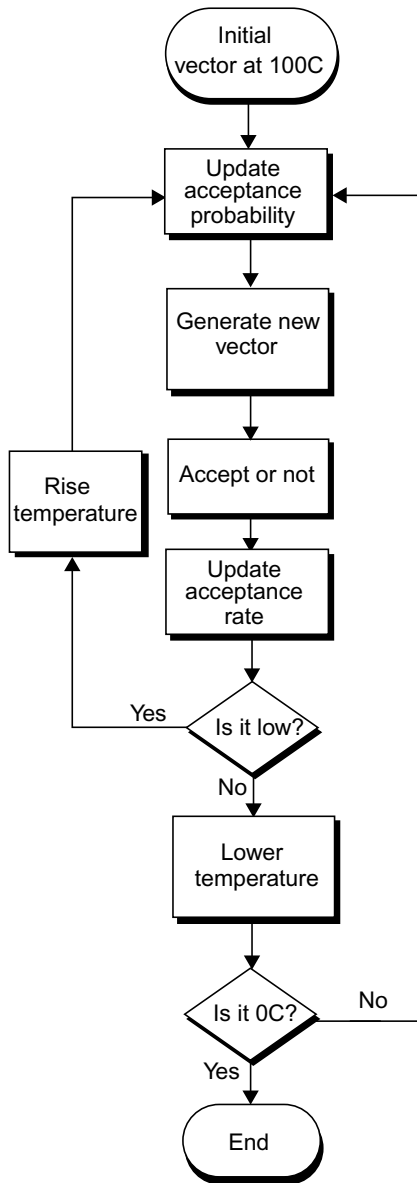 Initial
vector at 100C
Update
acceptance
probability
Generate new
vector
Accept or not
Rise
temperature
Update
acceptance
rate
Yes
Is it low?
No
Lower
temperature
Is it 0C?
No
Yes
End